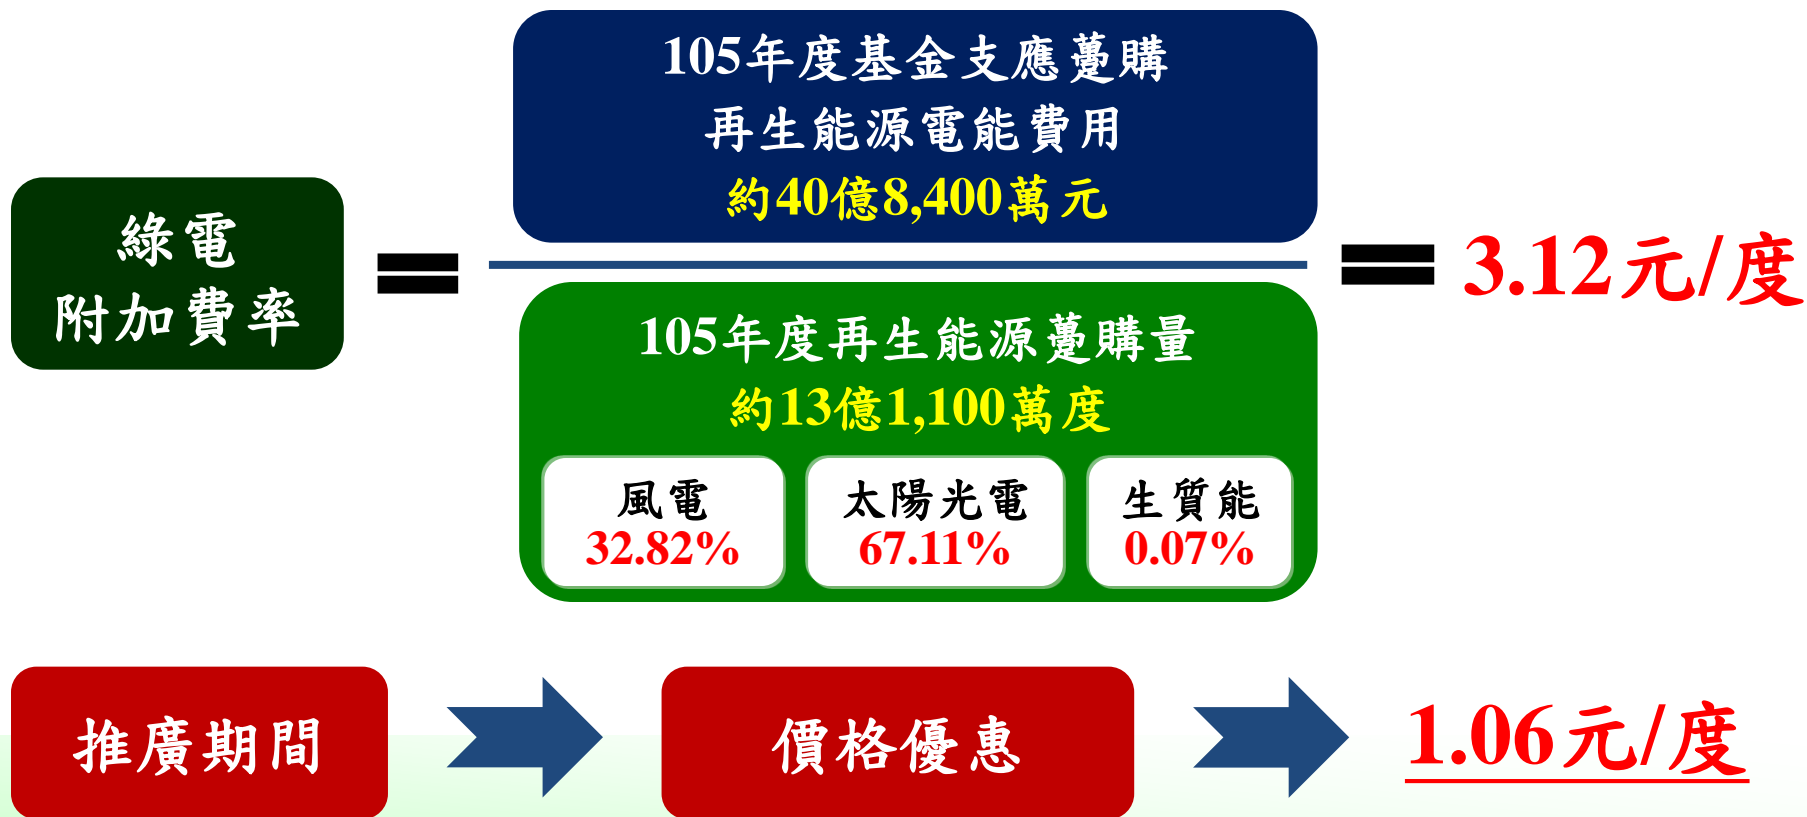 綠電
附加費率
=
105年度基金支應躉購
再生能源電能費用
約40億8,400萬元
105年度再生能源躉購量
約13億1,100萬度
風電
32.82%
太陽光電
67.11%
生質能
0.07%
=
3.12元/度
推廣期間
價格優惠
1.06元/度